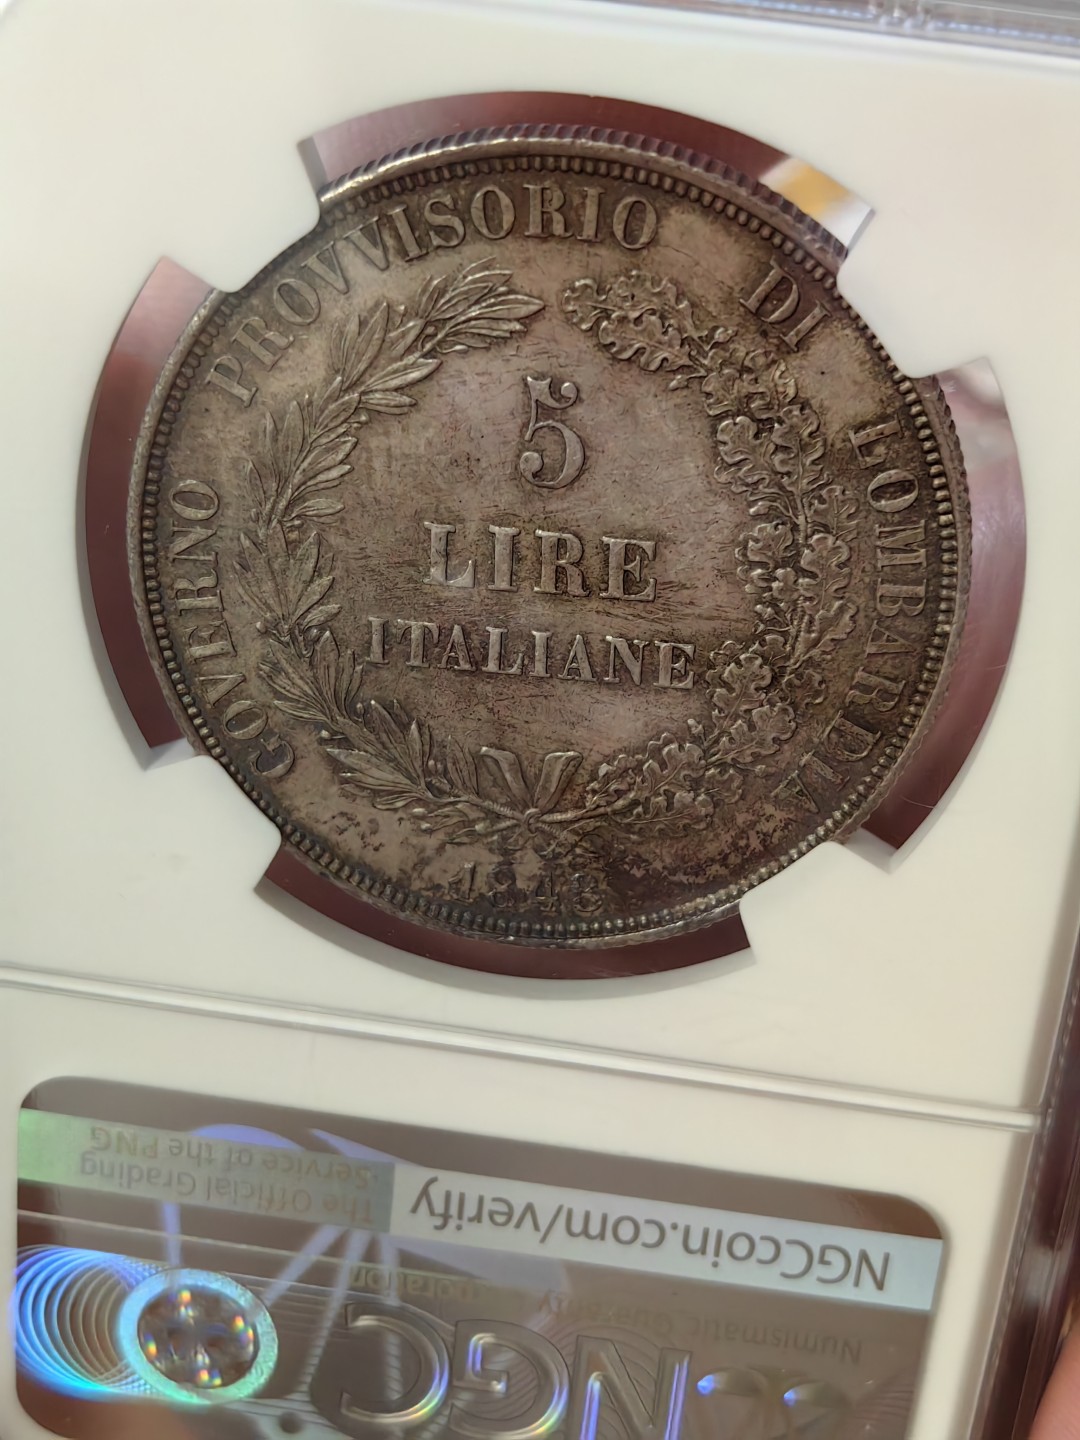 GOVERNO PROVVISORIO DI LOMBARDIA
5
LIRE
ITALIANE
1848
NGCcoin.com/verify
The Official Grading
Service of the PNG
Numismatic Guaranty
NGC